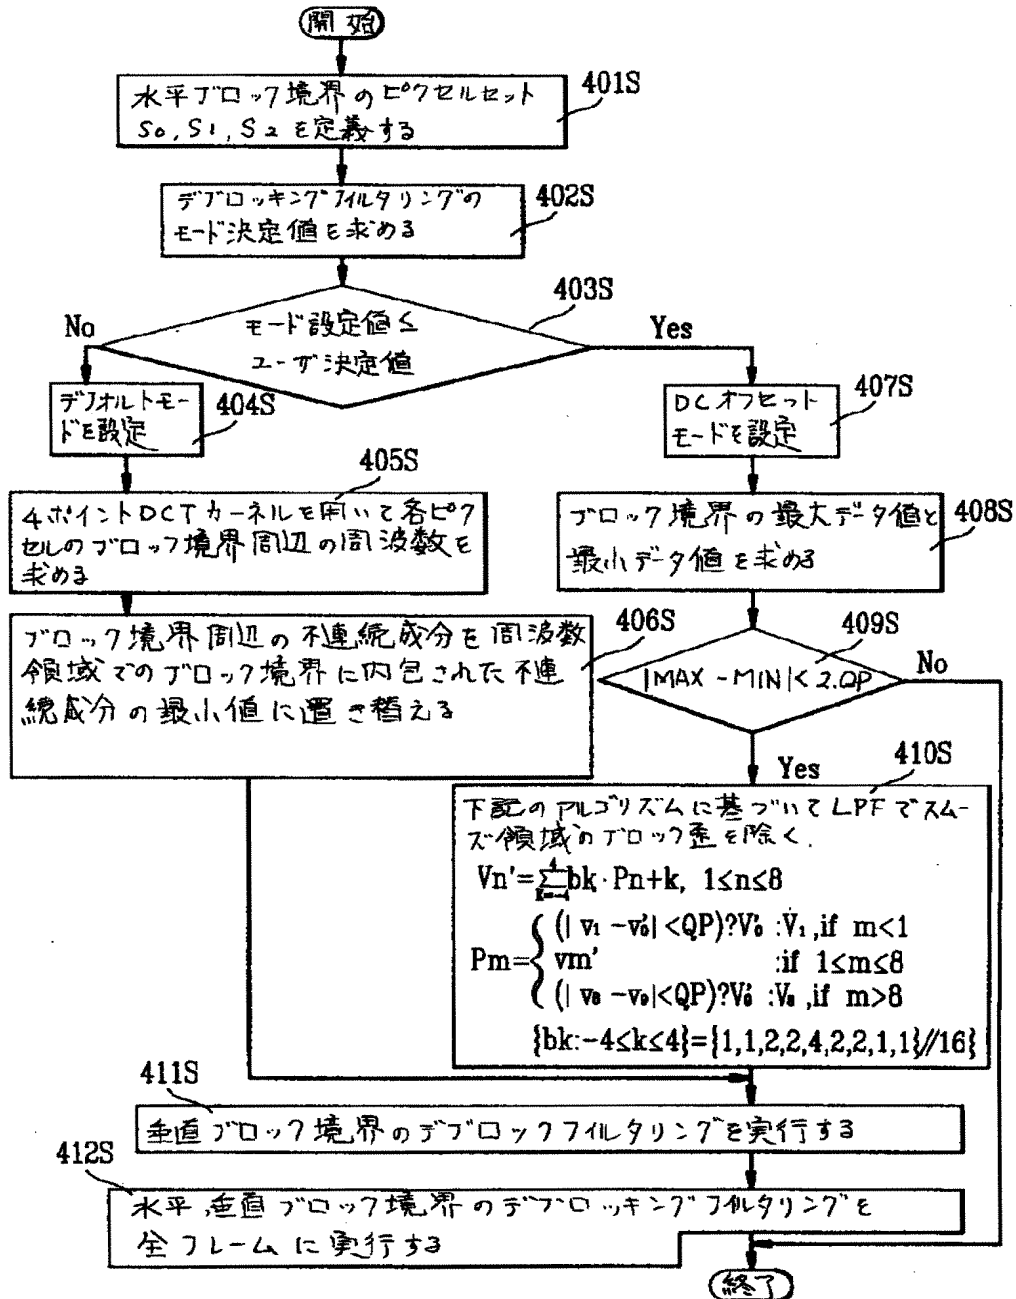 開始
水平ブロック境界のピクセルセット
S0, S1, S2 を定義する
401S
デブロッキングフィルタリングの
モード決定値を求める
402S
403S
モード設定値≦
ユーザ決定値
No
Yes
デフォルトモー
ドを設定
404S
DCオフセット
モードを設定
407S
405S
4ポイントDCTカーネルを用いて各ピク
セルのブロック境界周辺の周波数を
求める
ブロック境界の最大データ値と
最小データ値を求める
408S
ブロック境界周辺の不連続成分を周波数
領域でのブロック境界に内包された不連
続成分の最小値に置き替える
406S
409S
|MAX - MIN|< 2.QP
No
Yes
410S
下記のアルゴリズムに基づいてLPFでスムー
ズ領域のブロック歪を除く.
Vn'=Σ(K=-4..4) bk · Pn+k, 1≤n≤8
(| v1 -v0'| <QP)?V0' :V1 ,if m<1
Pm={ vm' :if 1≤m≤8
(| v8 -v9|<QP)?V9' :V8 ,if m>8
{bk:-4≤k≤4}={1,1,2,2,4,2,2,1,1}//16}
411S
垂直ブロック境界のデブロックフィルタリングを実行する
412S
水平,垂直ブロック境界のデブロッキングフィルタリングを
全フレームに実行する
終了